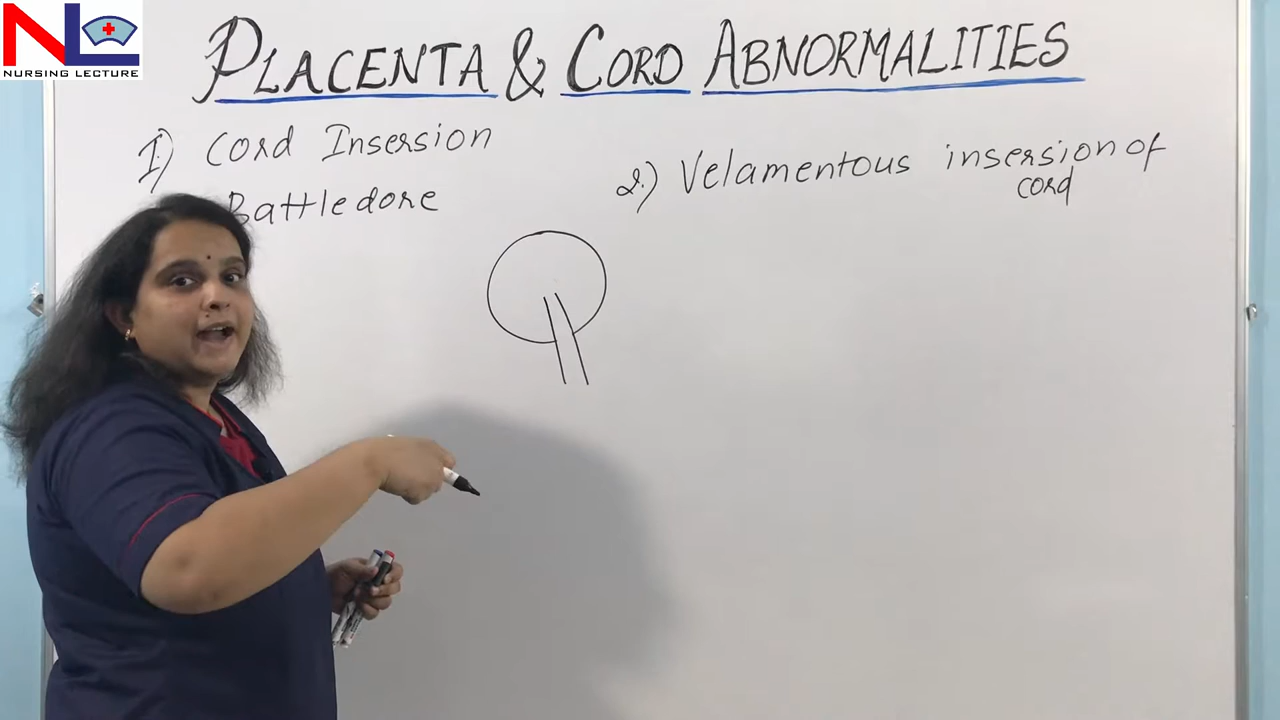 NL
NURSING LECTURE
PLACENTA & CORD ABNORMALITIES
1) Cord Insersion
Battledore
2.) Velamentous insersion of
cord